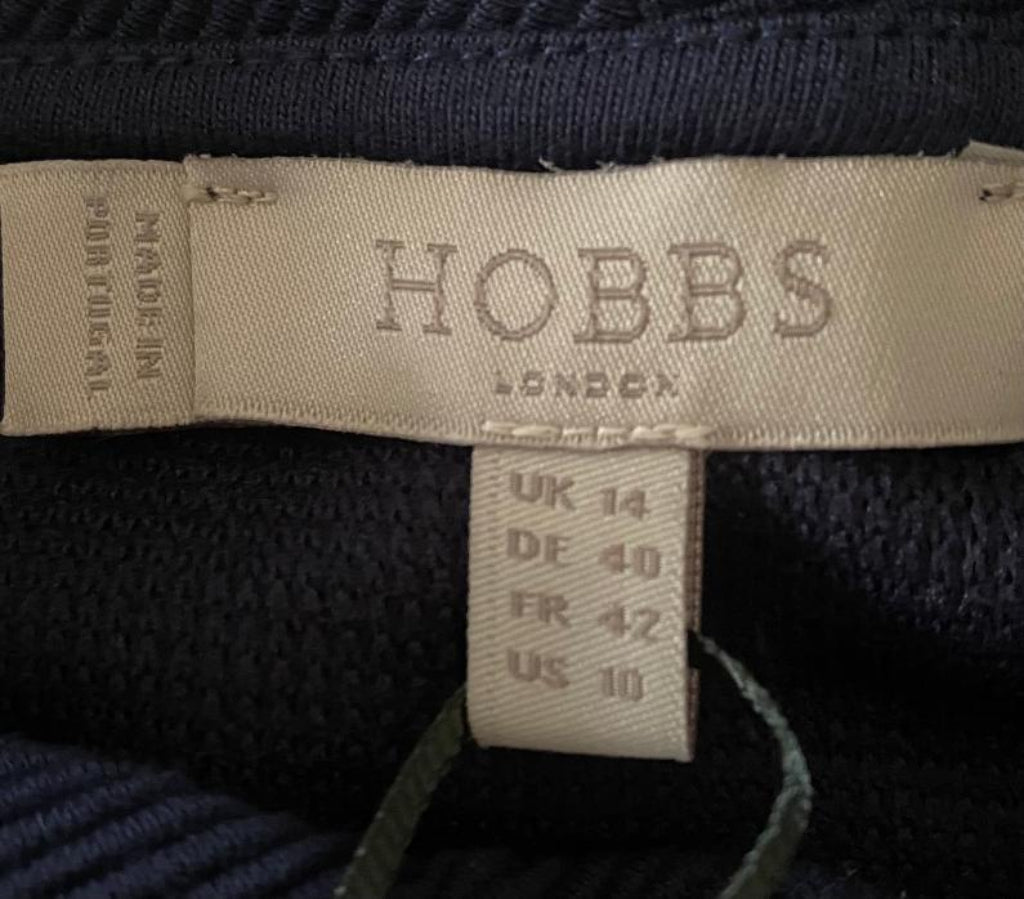 MADE IN
PORTUGAL
HOBBS
LONDON
UK 14
DE 40
FR 42
US 10